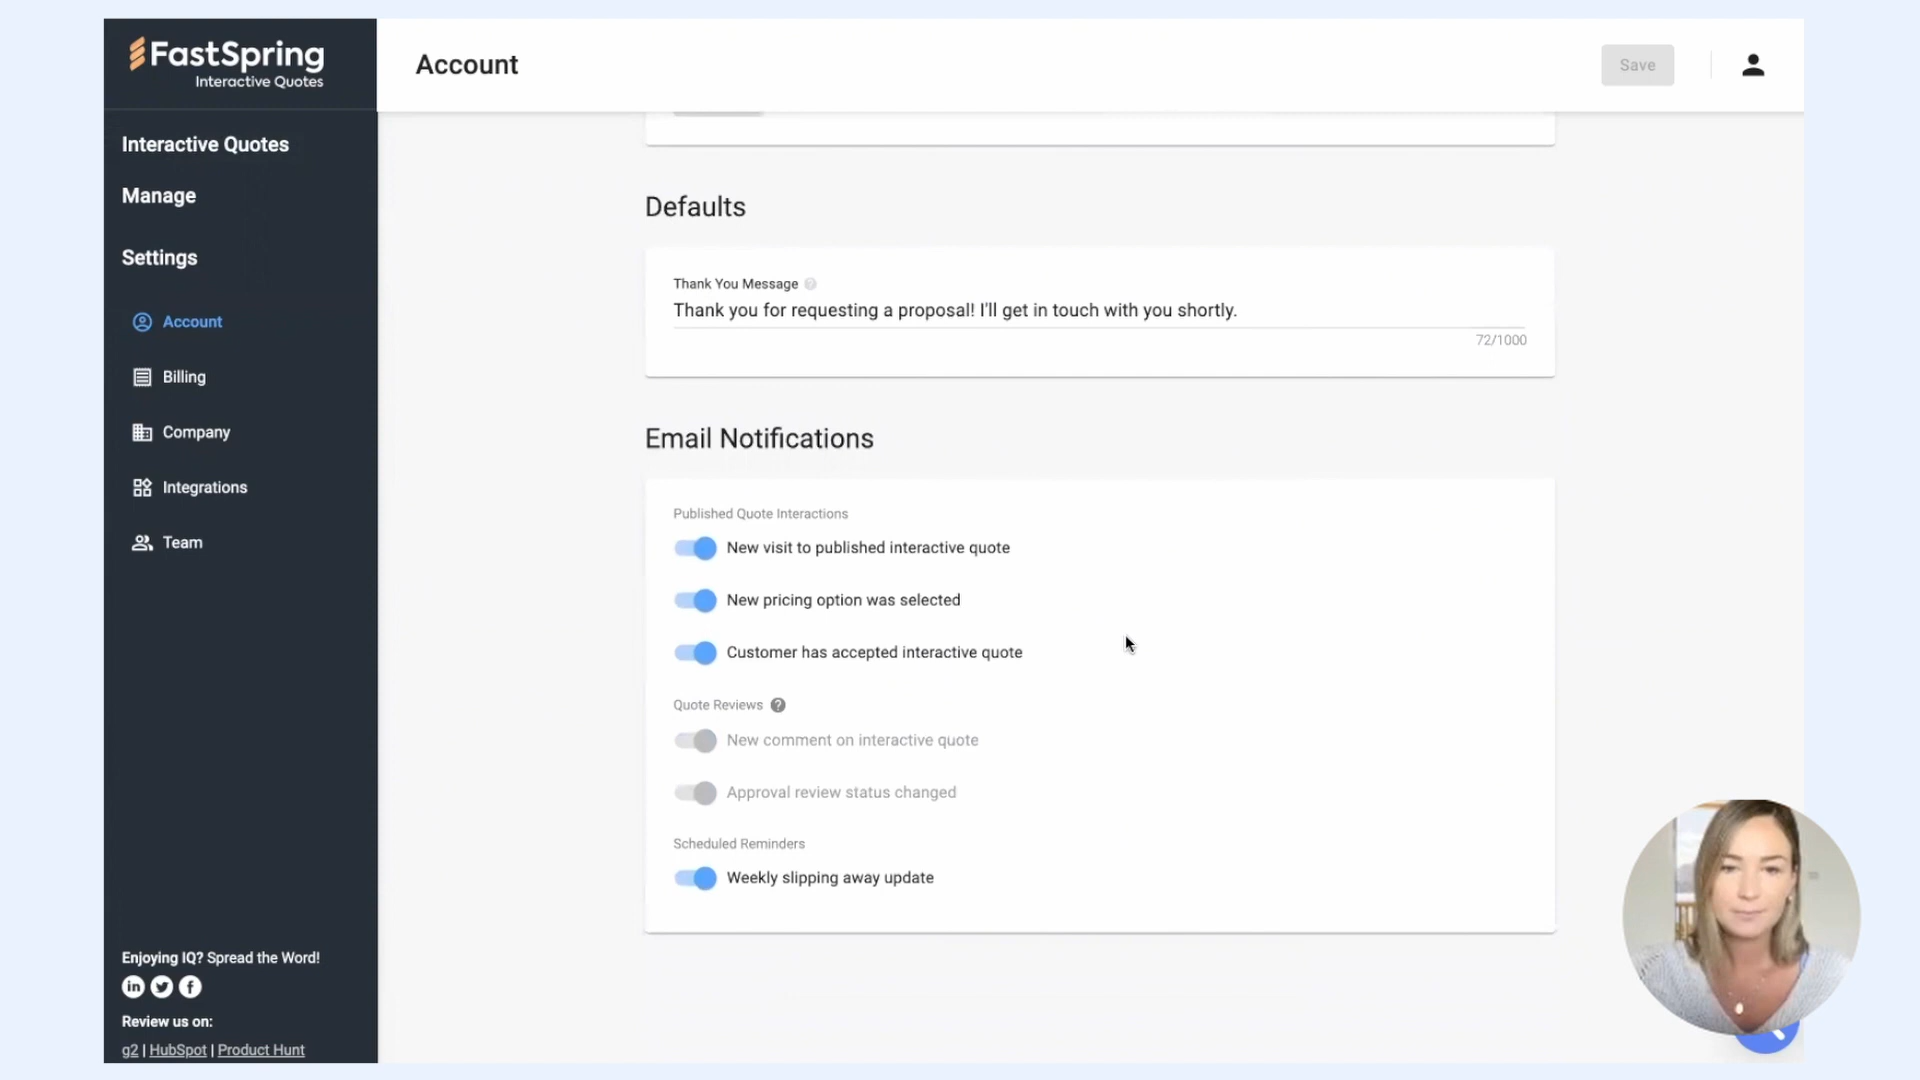 FastSpring
Interactive Quotes
Interactive Quotes
Manage
Settings
Account
Billing
Company
Integrations
Team
Enjoying IQ? Spread the Word!
in f
Review us on:
g2 | HubSpot | Product Hunt
Account
Save
Defaults
Thank You Message ?
Thank you for requesting a proposal! I'll get in touch with you shortly.
72/1000
Email Notifications
Published Quote Interactions
New visit to published interactive quote
New pricing option was selected
Customer has accepted interactive quote
Quote Reviews ?
New comment on interactive quote
Approval review status changed
Scheduled Reminders
Weekly slipping away update